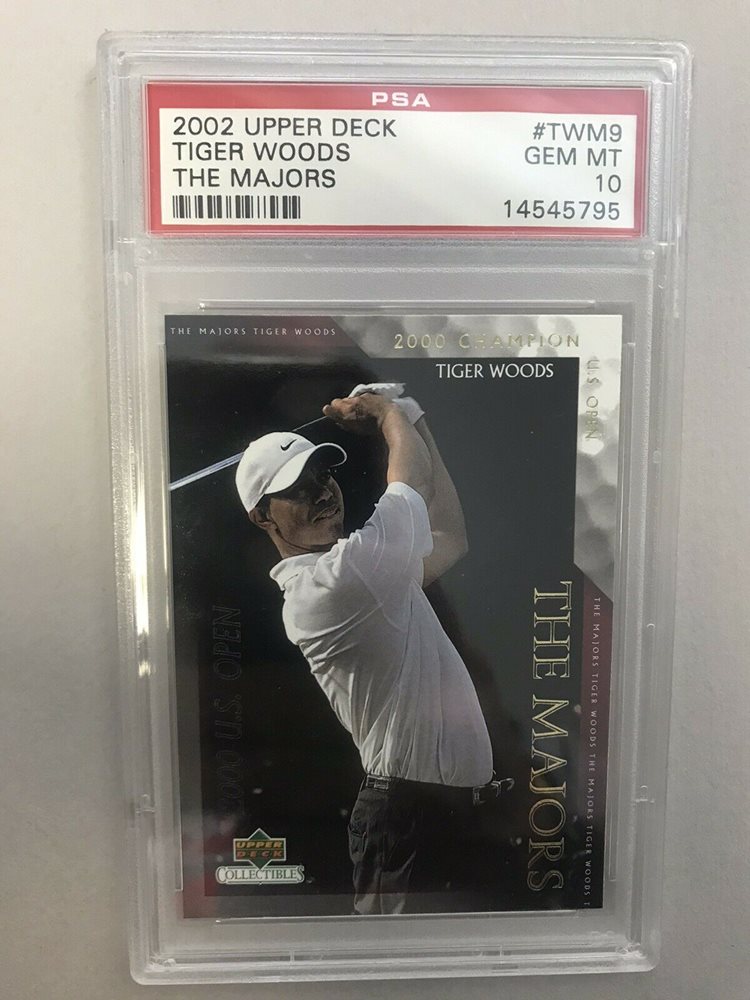 PSA
2002 UPPER DECK #TWM9
TIGER WOODS GEM MT
THE MAJORS 10
14545795
THE MAJORS TIGER WOODS
2000 CHAMPION
TIGER WOODS
U.S. OPEN
THE MAJORS
THE MAJORS TIGER WOODS THE MAJORS TIGER WOODS T
2000 U.S. OPEN
UPPER
DECK
COLLECTIBLES